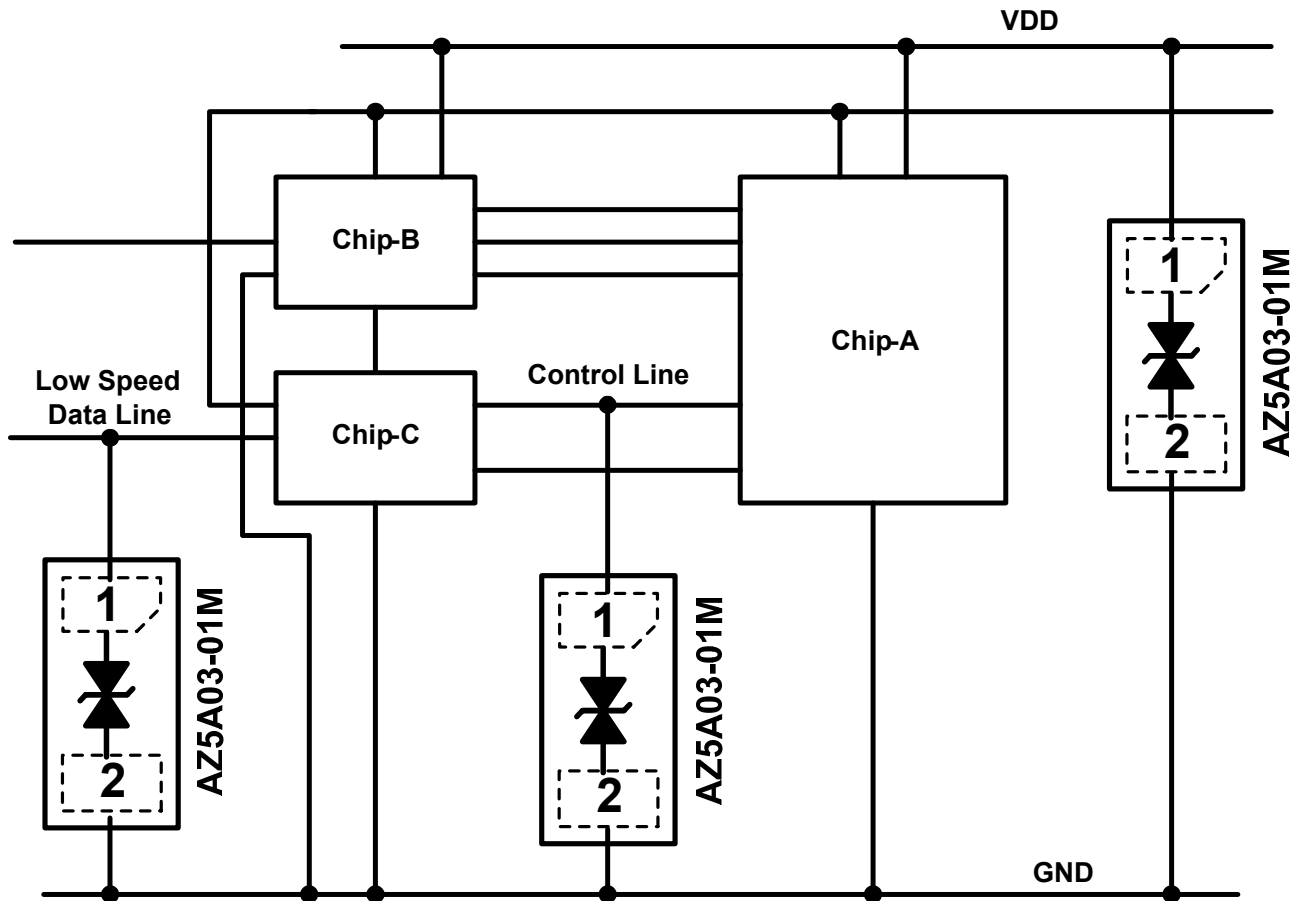 VDD
Chip-B
Chip-A
1
2
AZ5A03-01M
Low Speed
Data Line
Control Line
Chip-C
1
2
AZ5A03-01M
1
2
AZ5A03-01M
GND